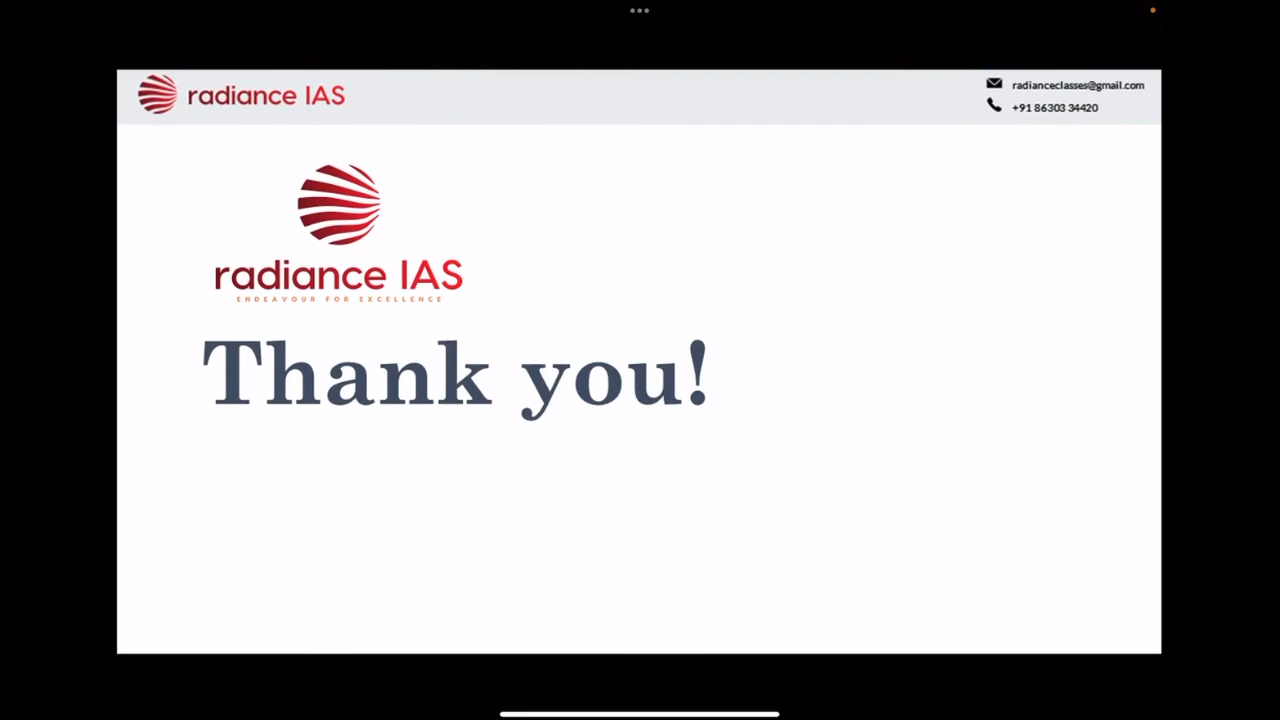 radiance IAS
radianceclasses@gmail.com
+91 86303 34420
radiance IAS
ENDEAVOUR FOR EXCELLENCE
Thank you!